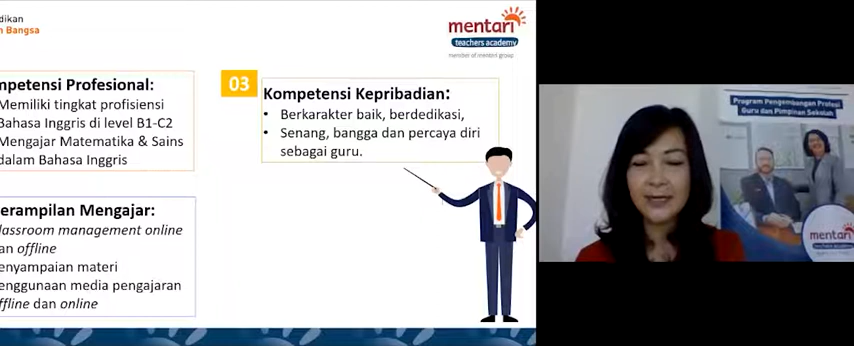 dikan
Bangsa
mentari
teachers academy
member of mentari group
mpetensi Profesional:
Memiliki tingkat profisiensi
Bahasa Inggris di level B1-C2
Mengajar Matematika & Sains
dalam Bahasa Inggris
erampilan Mengajar:
lassroom management online
an offline
enyampaian materi
enggunaan media pengajaran
ffline dan online
03
Kompetensi Kepribadian:
• Berkarakter baik, berdedikasi,
• Senang, bangga dan percaya diri
sebagai guru.
Program Pengembangan Profesi
Guru dan Pimpinan Sekolah
mentari
teachers academy